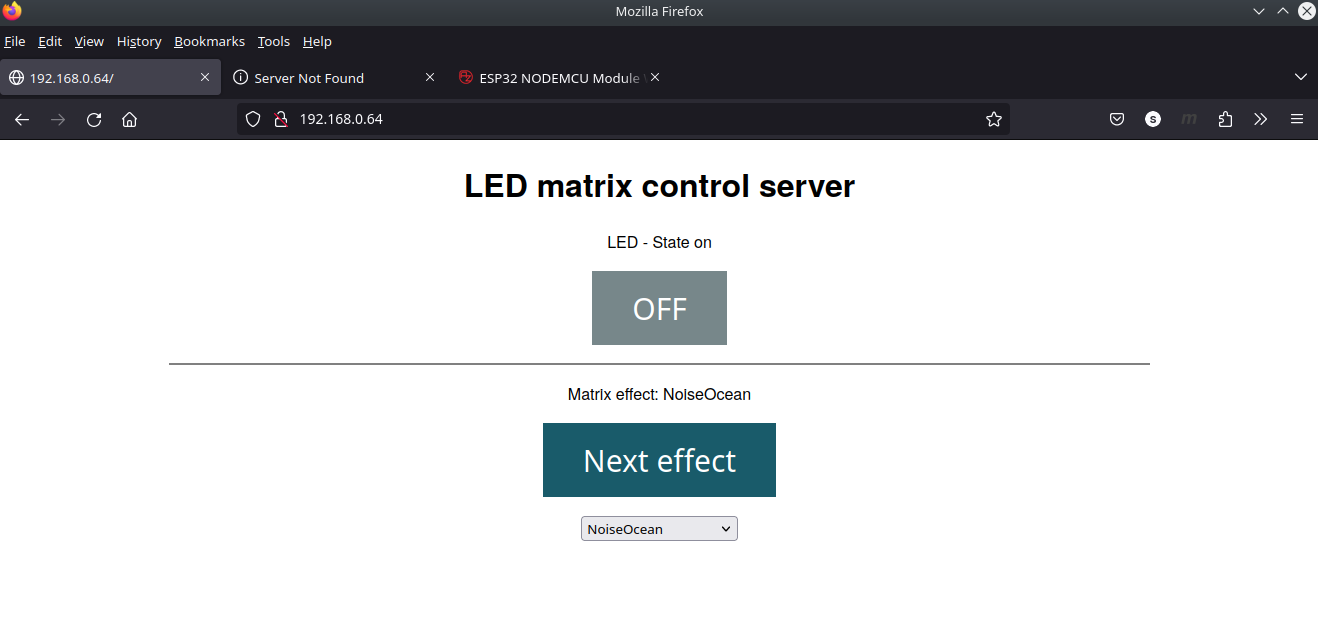 Mozilla Firefox
File Edit View History Bookmarks Tools Help
192.168.0.64/ Server Not Found ESP32 NODEMCU Module
192.168.0.64 S m
LED matrix control server
LED - State on
OFF
Matrix effect: NoiseOcean
Next effect
NoiseOcean